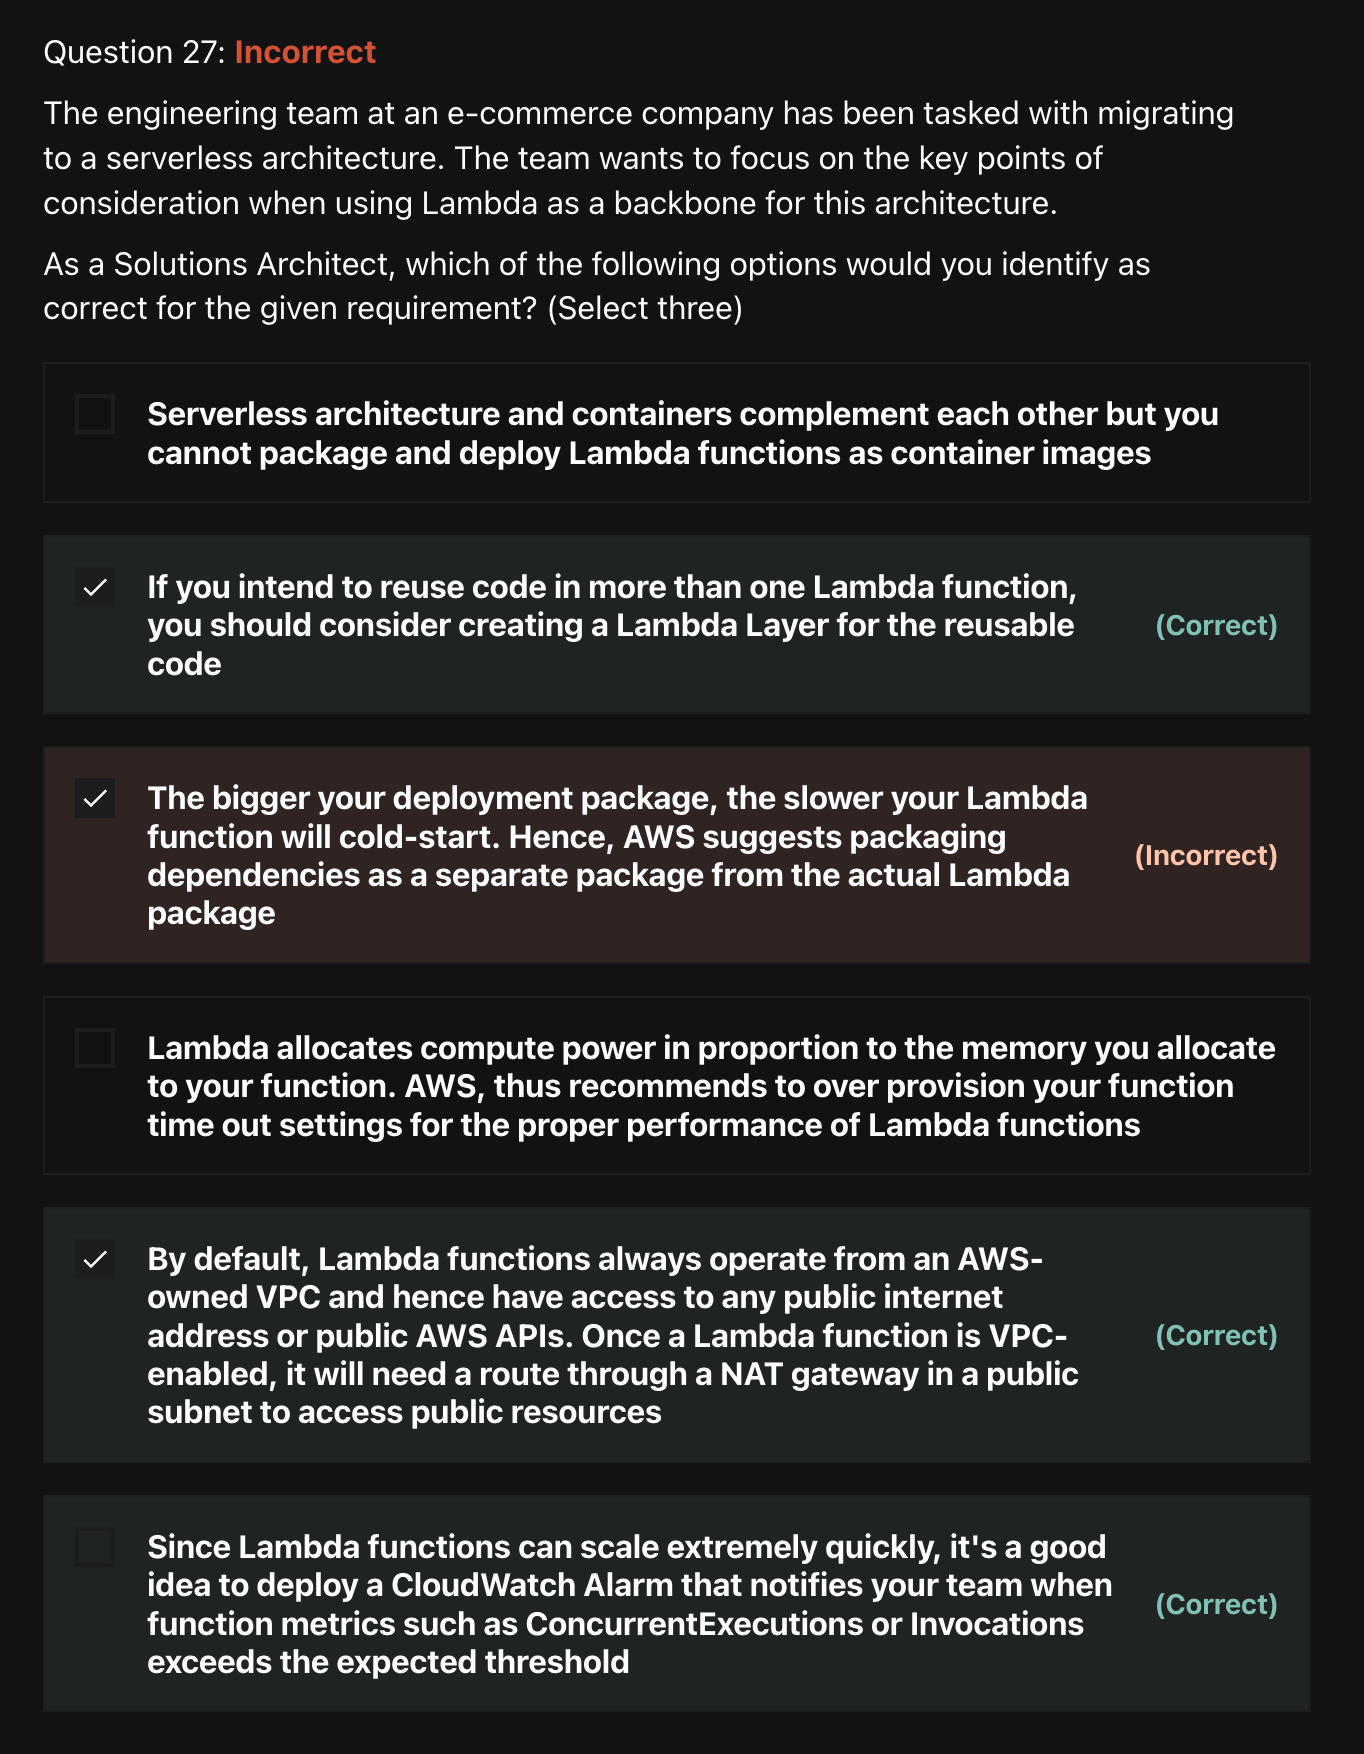 Question 27: Incorrect
The engineering team at an e-commerce company has been tasked with migrating
to a serverless architecture. The team wants to focus on the key points of
consideration when using Lambda as a backbone for this architecture.
As a Solutions Architect, which of the following options would you identify as
correct for the given requirement? (Select three)
Serverless architecture and containers complement each other but you
cannot package and deploy Lambda functions as container images
If you intend to reuse code in more than one Lambda function,
you should consider creating a Lambda Layer for the reusable
code
(Correct)
The bigger your deployment package, the slower your Lambda
function will cold-start. Hence, AWS suggests packaging
dependencies as a separate package from the actual Lambda
package
(Incorrect)
Lambda allocates compute power in proportion to the memory you allocate
to your function. AWS, thus recommends to over provision your function
time out settings for the proper performance of Lambda functions
By default, Lambda functions always operate from an AWS-
owned VPC and hence have access to any public internet
address or public AWS APIs. Once a Lambda function is VPC-
enabled, it will need a route through a NAT gateway in a public
subnet to access public resources
(Correct)
Since Lambda functions can scale extremely quickly, it's a good
idea to deploy a CloudWatch Alarm that notifies your team when
function metrics such as ConcurrentExecutions or Invocations
exceeds the expected threshold
(Correct)